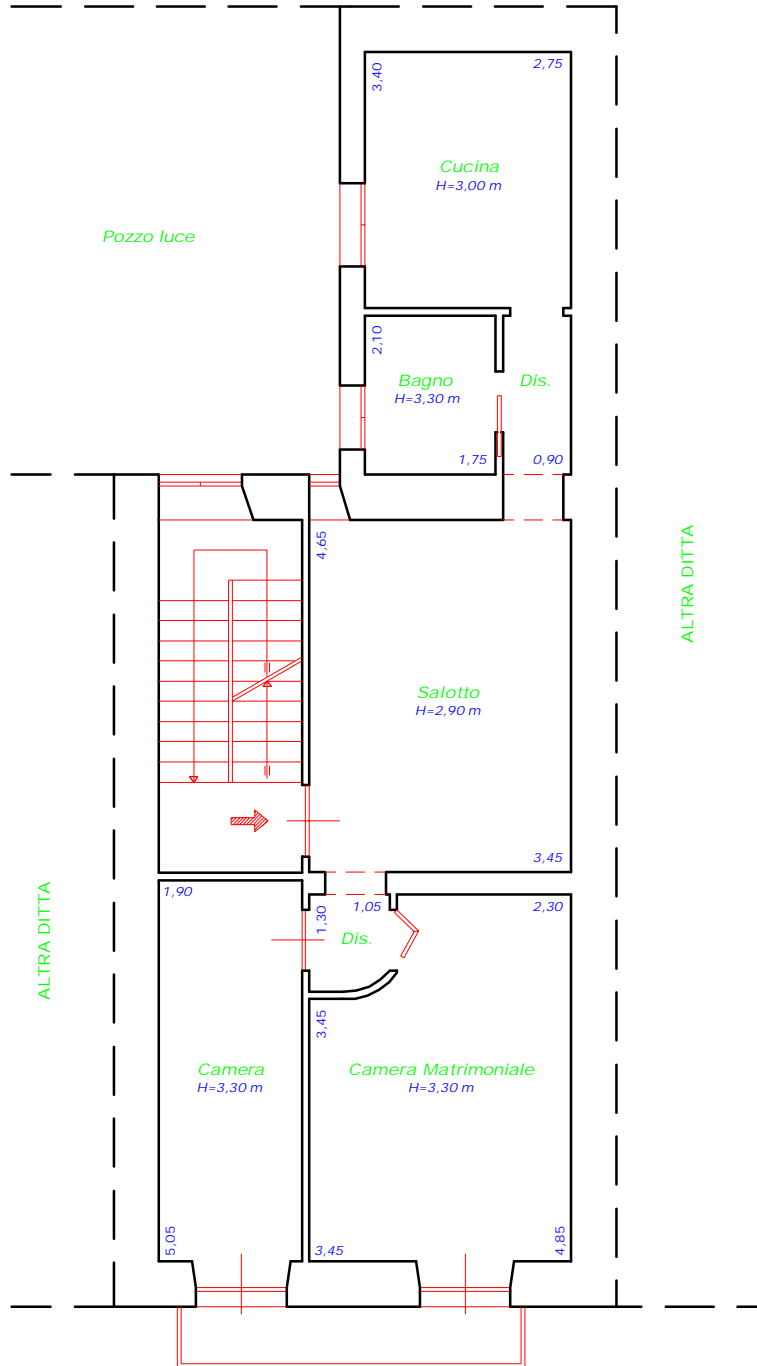 2,75
3,40
Cucina
H=3,00 m
Pozzo luce
2,10
Bagno
H=3,30 m
Dis.
1,75
0,90
4,65
ALTRA DITTA
Salotto
H=2,90 m
3,45
1,90
1,30
1,05
2,30
Dis.
ALTRA DITTA
3,45
Camera
H=3,30 m
Camera Matrimoniale
H=3,30 m
5,05
3,45
4,85